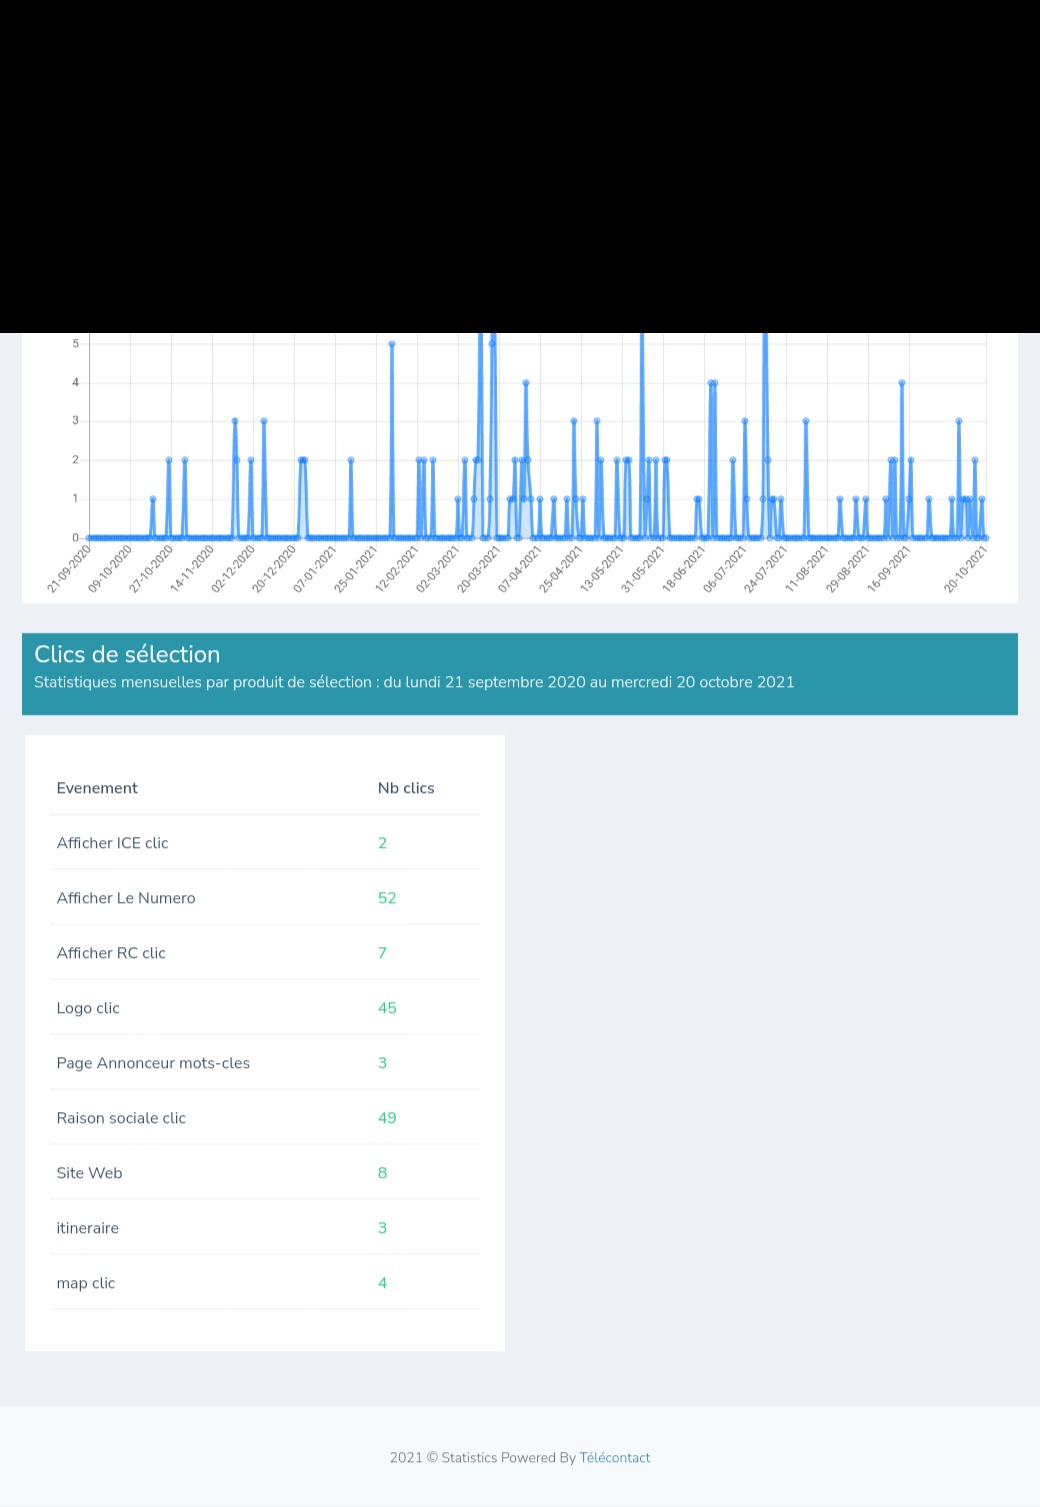 5
4
3
2
1
0
21-09-2020 09-10-2020 27-10-2020 14-11-2020 02-12-2020 20-12-2020 07-01-2021 25-01-2021 12-02-2021 02-03-2021 20-03-2021 07-04-2021 25-04-2021 13-05-2021 31-05-2021 18-06-2021 06-07-2021 24-07-2021 11-08-2021 29-08-2021 16-09-2021 20-10-2021
Clics de sélection
Statistiques mensuelles par produit de sélection : du lundi 21 septembre 2020 au mercredi 20 octobre 2021
Evenement Nb clics
Afficher ICE clic 2
Afficher Le Numero 52
Afficher RC clic 7
Logo clic 45
Page Annonceur mots-cles 3
Raison sociale clic 49
Site Web 8
itineraire 3
map clic 4
2021 © Statistics Powered By Télécontact